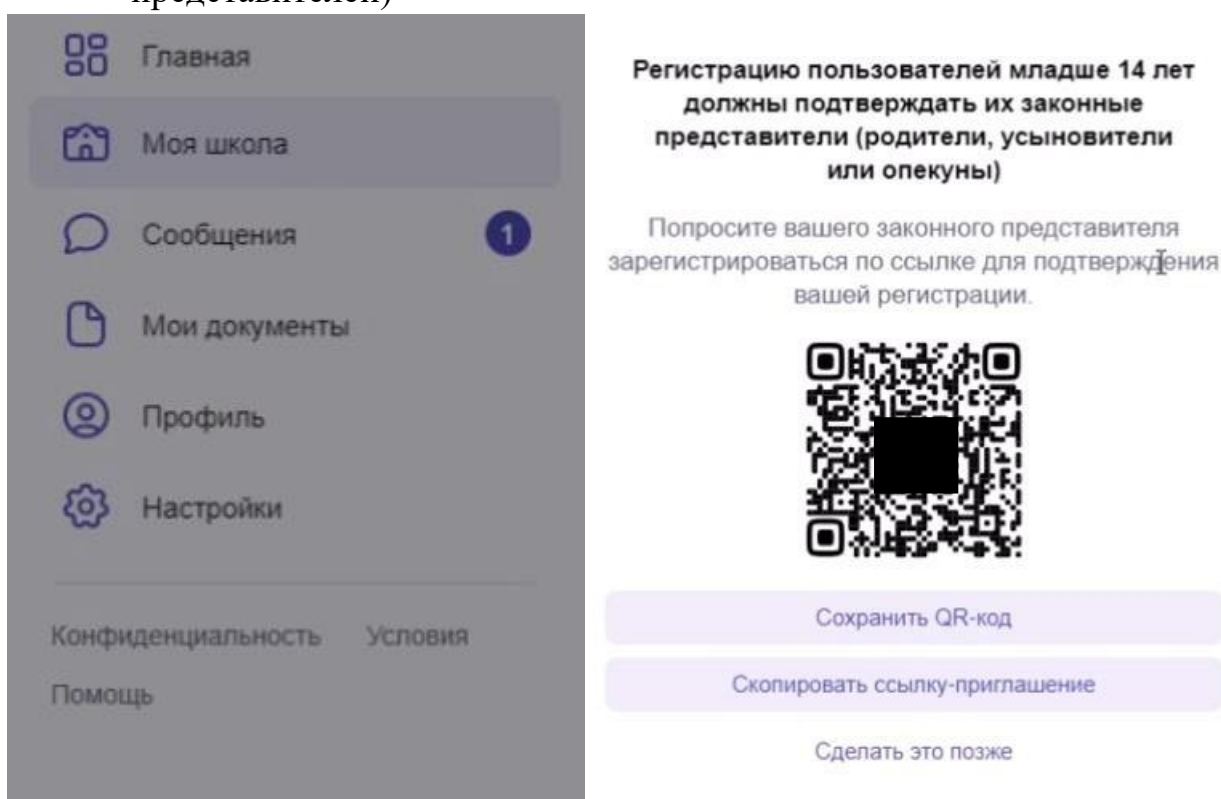 представителей)
Главная
Моя школа
Сообщения
1
Мои документы
Профиль
Настройки
Конфиденциальность Условия
Помощь
Регистрацию пользователей младше 14 лет
должны подтверждать их законные
представители (родители, усыновители
или опекуны)
Попросите вашего законного представителя
зарегистрироваться по ссылке для подтверждения
вашей регистрации.
Сохранить QR-код
Скопировать ссылку-приглашение
Сделать это позже